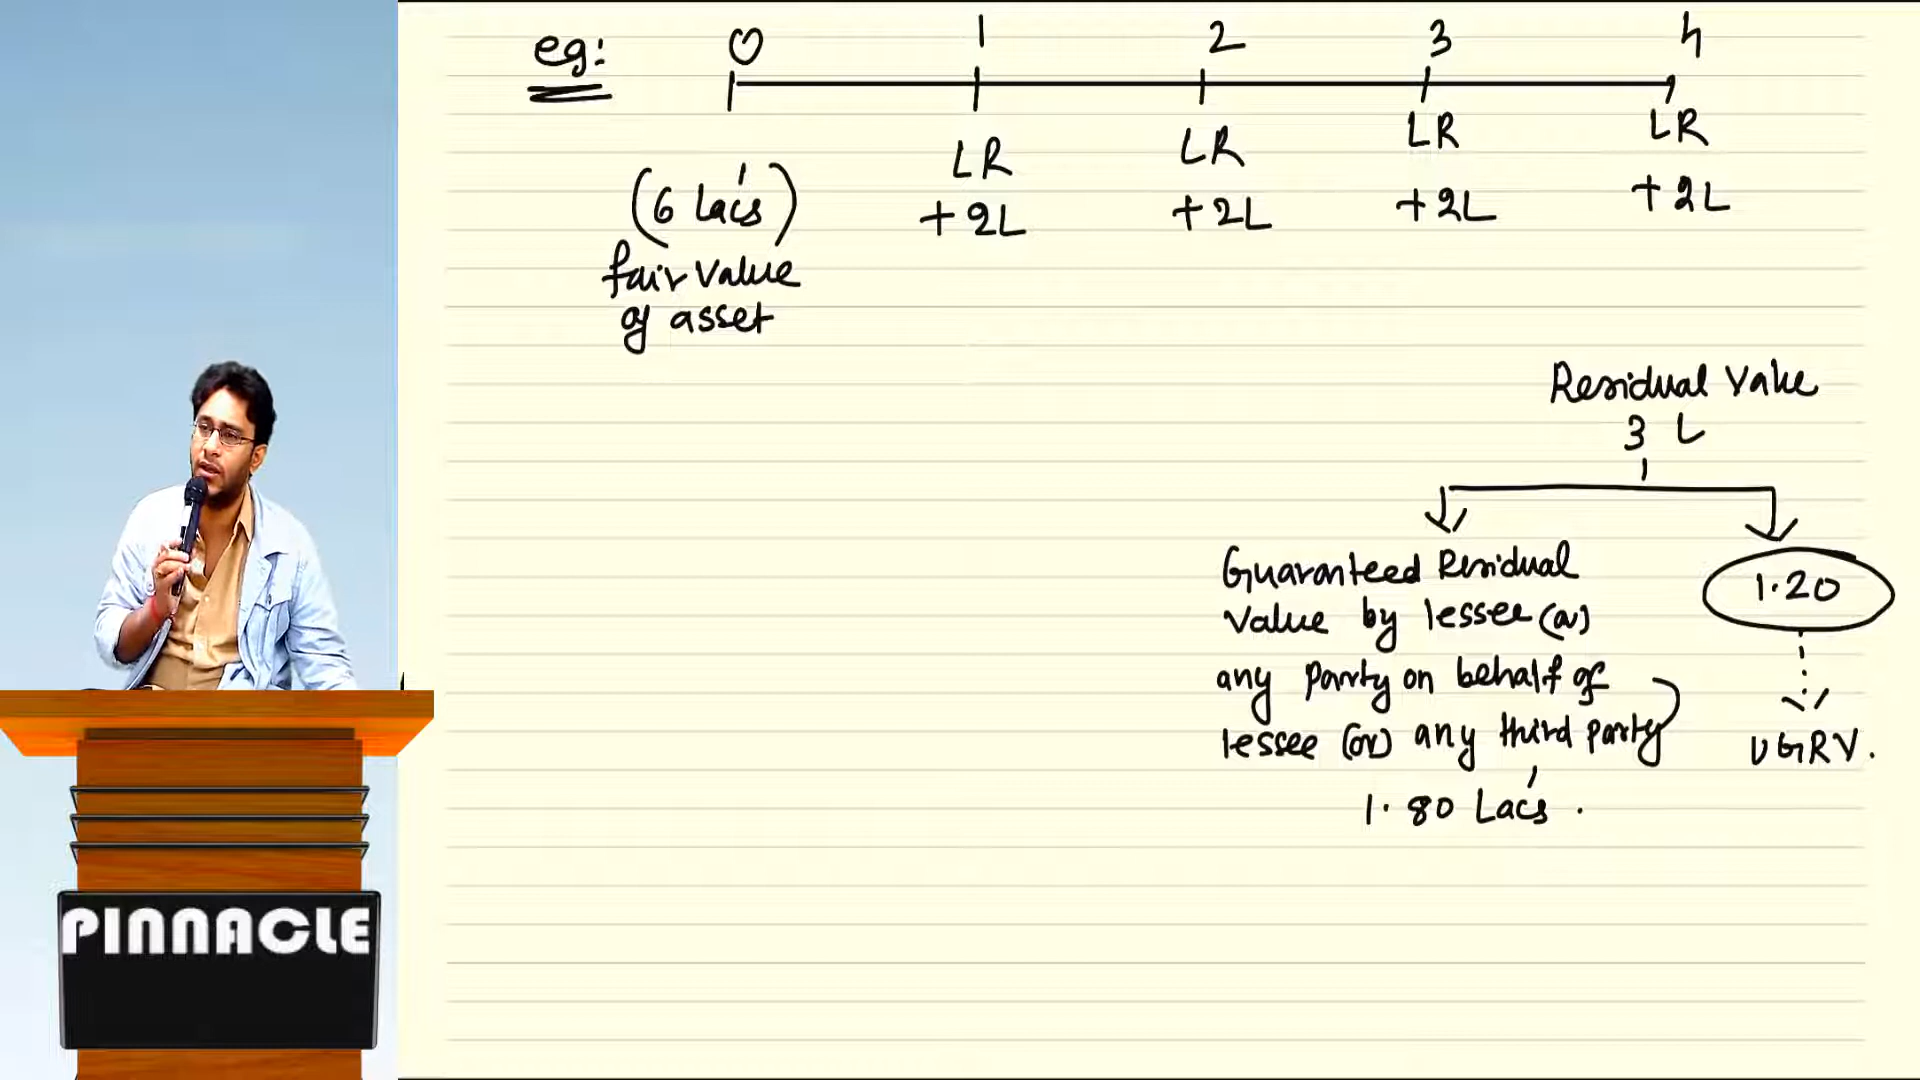 eg:
0 1 2 3 4
LR LR LR LR
(6 Lac's) +2L +2L +2L +2L
fair value
of asset
Residual Value
3 L
Guaranteed Residual
Value by lessee (or)
any Party on behalf of
lessee (or) any third party
1.80 Lac's .
1.20
UGRV.
PINNACLE